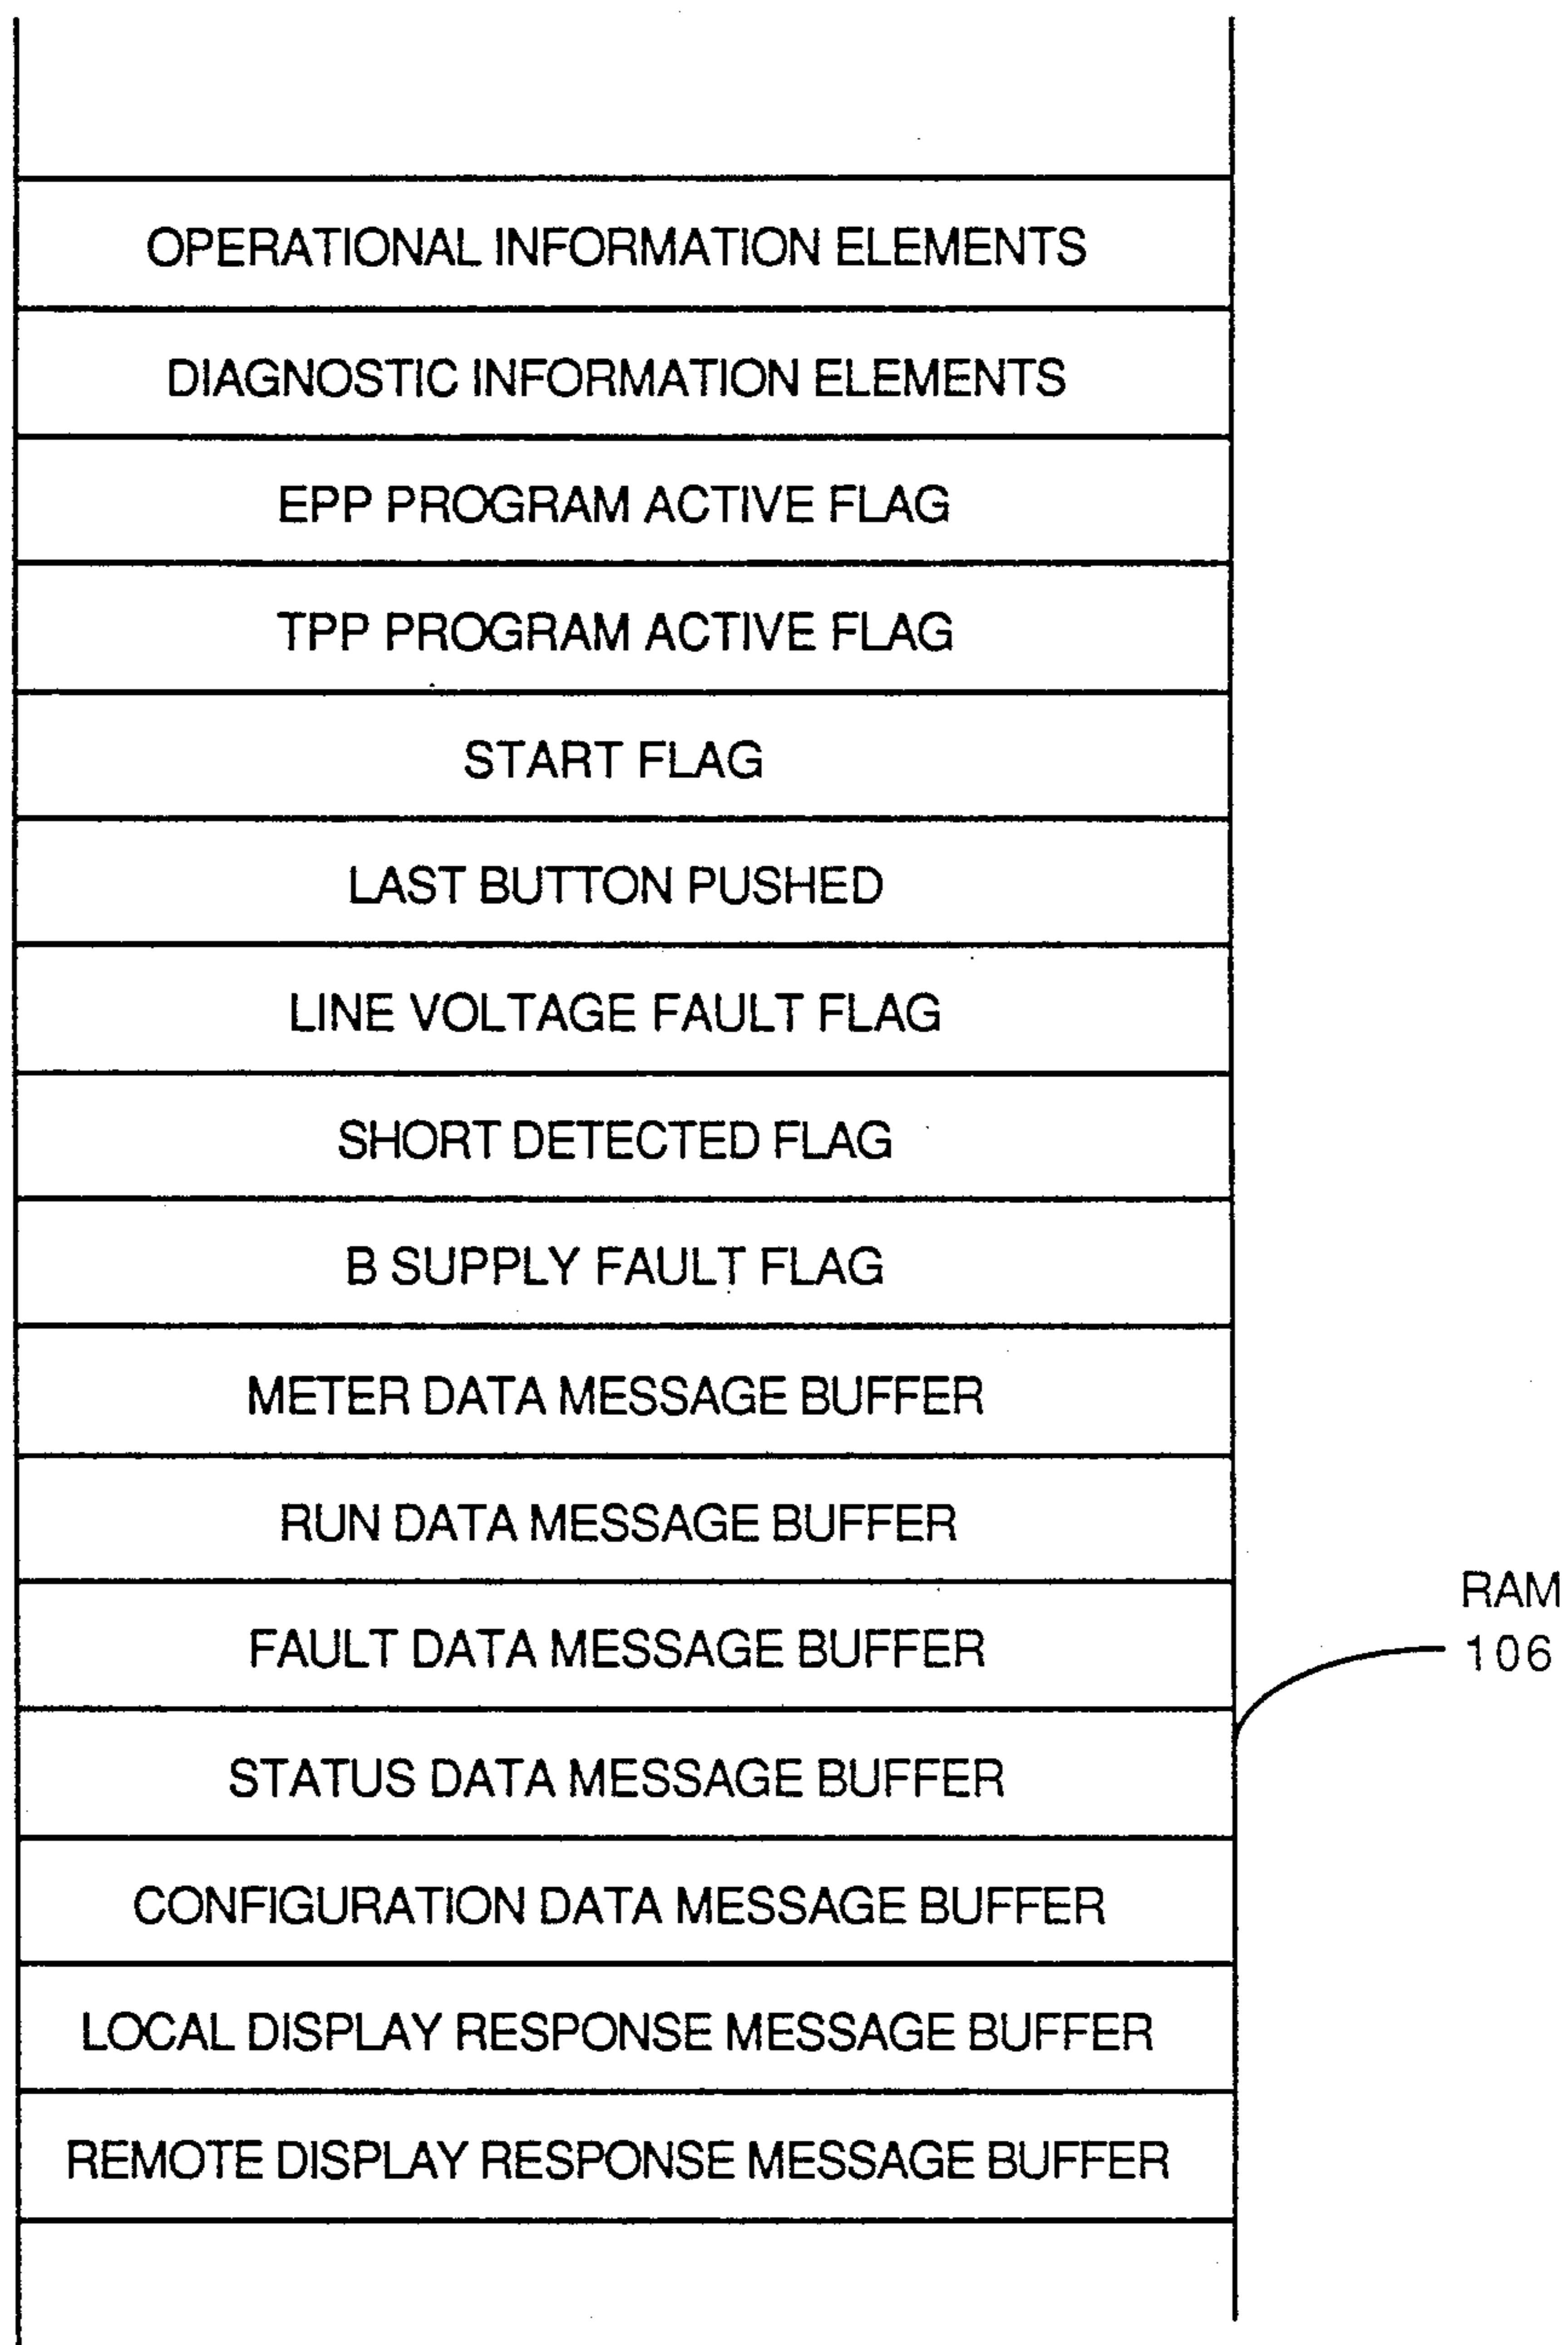 OPERATIONAL INFORMATION ELEMENTS
DIAGNOSTIC INFORMATION ELEMENTS
EPP PROGRAM ACTIVE FLAG
TPP PROGRAM ACTIVE FLAG
START FLAG
LAST BUTTON PUSHED
LINE VOLTAGE FAULT FLAG
SHORT DETECTED FLAG
B SUPPLY FAULT FLAG
METER DATA MESSAGE BUFFER
RUN DATA MESSAGE BUFFER
FAULT DATA MESSAGE BUFFER
STATUS DATA MESSAGE BUFFER
CONFIGURATION DATA MESSAGE BUFFER
LOCAL DISPLAY RESPONSE MESSAGE BUFFER
REMOTE DISPLAY RESPONSE MESSAGE BUFFER
RAM
106